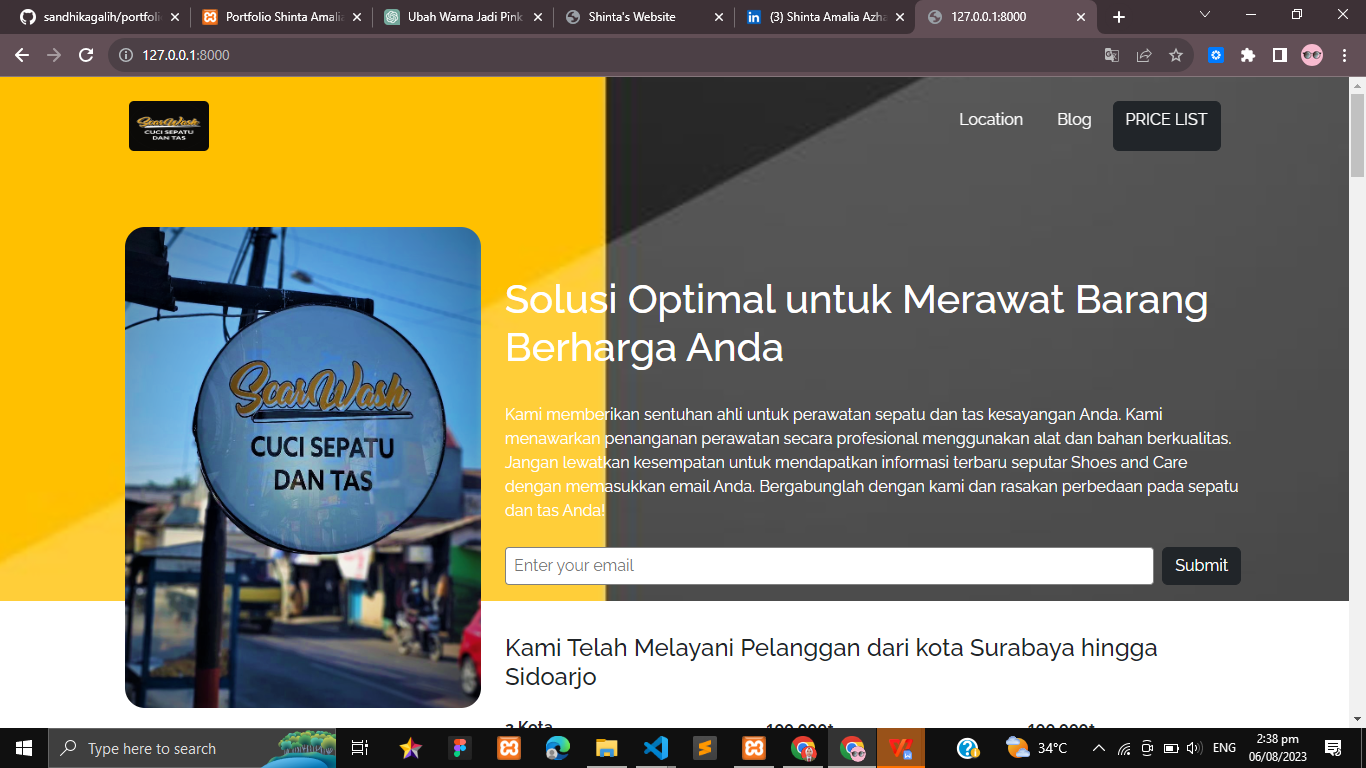 sandhikagalih/portfoli
Portfolio Shinta Amalia
Ubah Warna Jadi Pink
Shinta's Website
(3) Shinta Amalia Azha
127.0.0.1:8000
127.0.0.1:8000
ScarWash
CUCI SEPATU
DAN TAS
Location
Blog
PRICE LIST
ScarWash
CUCI SEPATU
DAN TAS
Solusi Optimal untuk Merawat Barang
Berharga Anda
Kami memberikan sentuhan ahli untuk perawatan sepatu dan tas kesayangan Anda. Kami
menawarkan penanganan perawatan secara profesional menggunakan alat dan bahan berkualitas.
Jangan lewatkan kesempatan untuk mendapatkan informasi terbaru seputar Shoes and Care
dengan memasukkan email Anda. Bergabunglah dengan kami dan rasakan perbedaan pada sepatu
dan tas Anda!
Enter your email
Submit
Kami Telah Melayani Pelanggan dari kota Surabaya hingga
Sidoarjo
2 Kota
100.000+
100.000+
Type here to search
34°C
ENG
2:38 pm
06/08/2023